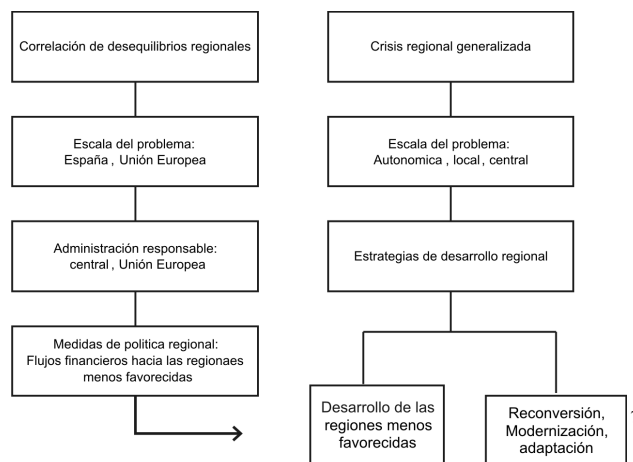 Correlación de desequilibrios regionales
Escala del problema:
España , Unión Europea
Administración responsable:
central , Unión Europea
Medidas de politica regional:
Flujos financieros hacia las regionaes
menos favorecidas
Crisis regional generalizada
Escala del problema:
Autonomica , local , central
Estrategias de desarrollo regional
Desarrollo de las
regiones menos
favorecidas
Reconversión,
Modernización,
adaptación